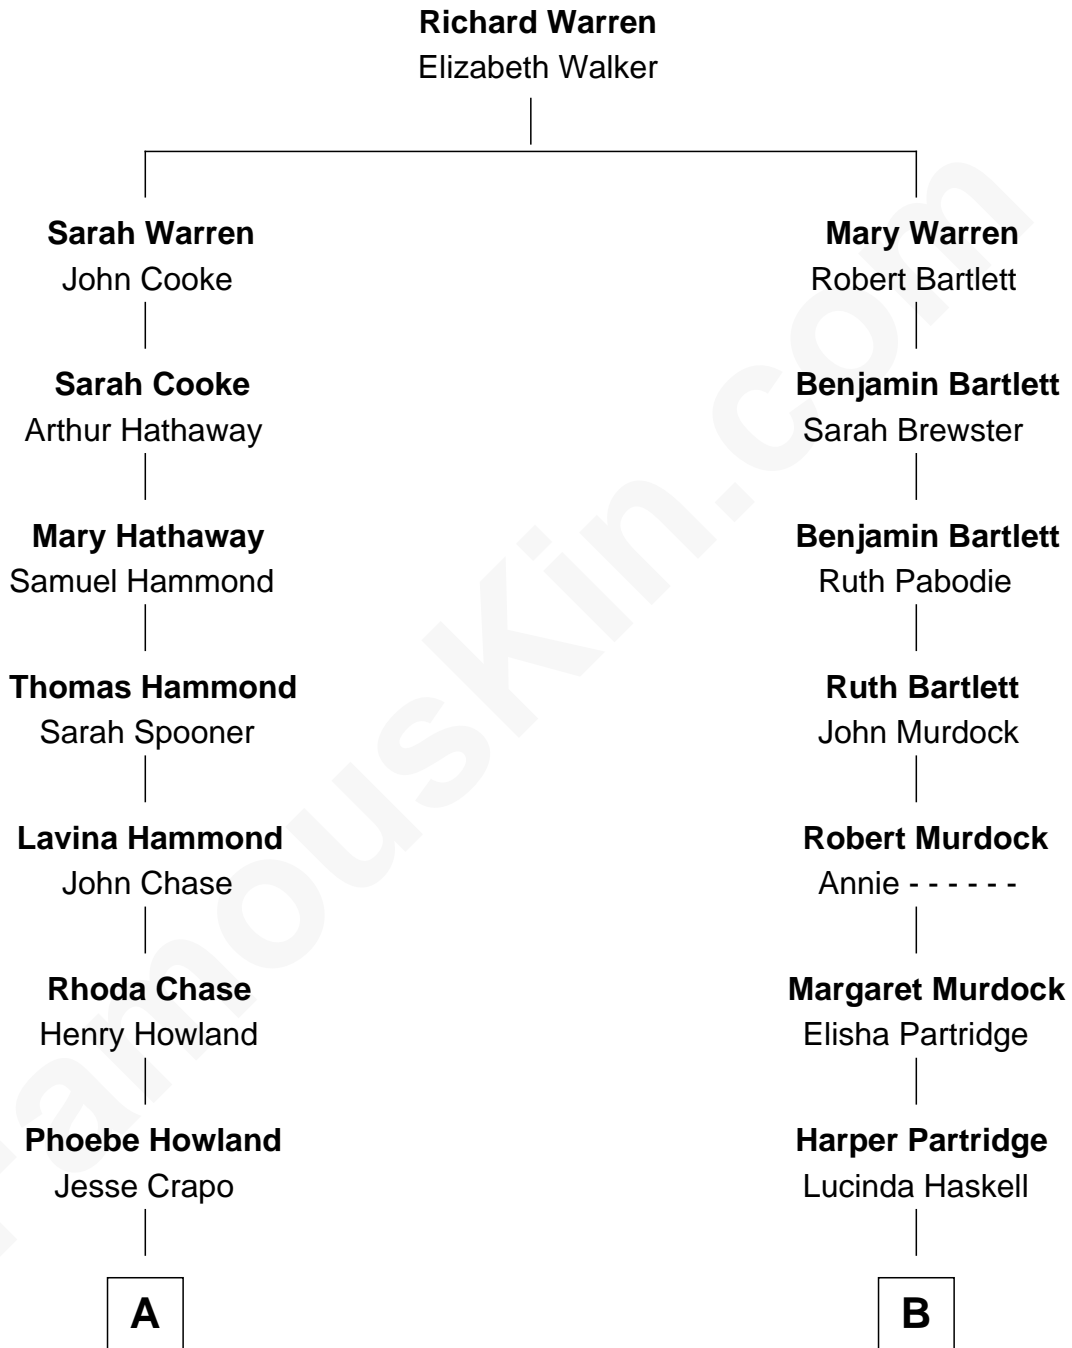 Richard Warren
Elizabeth Walker
Sarah Warren
John Cooke
Mary Warren
Robert Bartlett
Sarah Cooke
Arthur Hathaway
Benjamin Bartlett
Sarah Brewster
Mary Hathaway
Samuel Hammond
Benjamin Bartlett
Ruth Pabodie
Thomas Hammond
Sarah Spooner
Ruth Bartlett
John Murdock
Lavina Hammond
John Chase
Robert Murdock
Annie - - - - - -
Rhoda Chase
Henry Howland
Margaret Murdock
Elisha Partridge
Phoebe Howland
Jesse Crapo
Harper Partridge
Lucinda Haskell
A
B
FamousKin.com